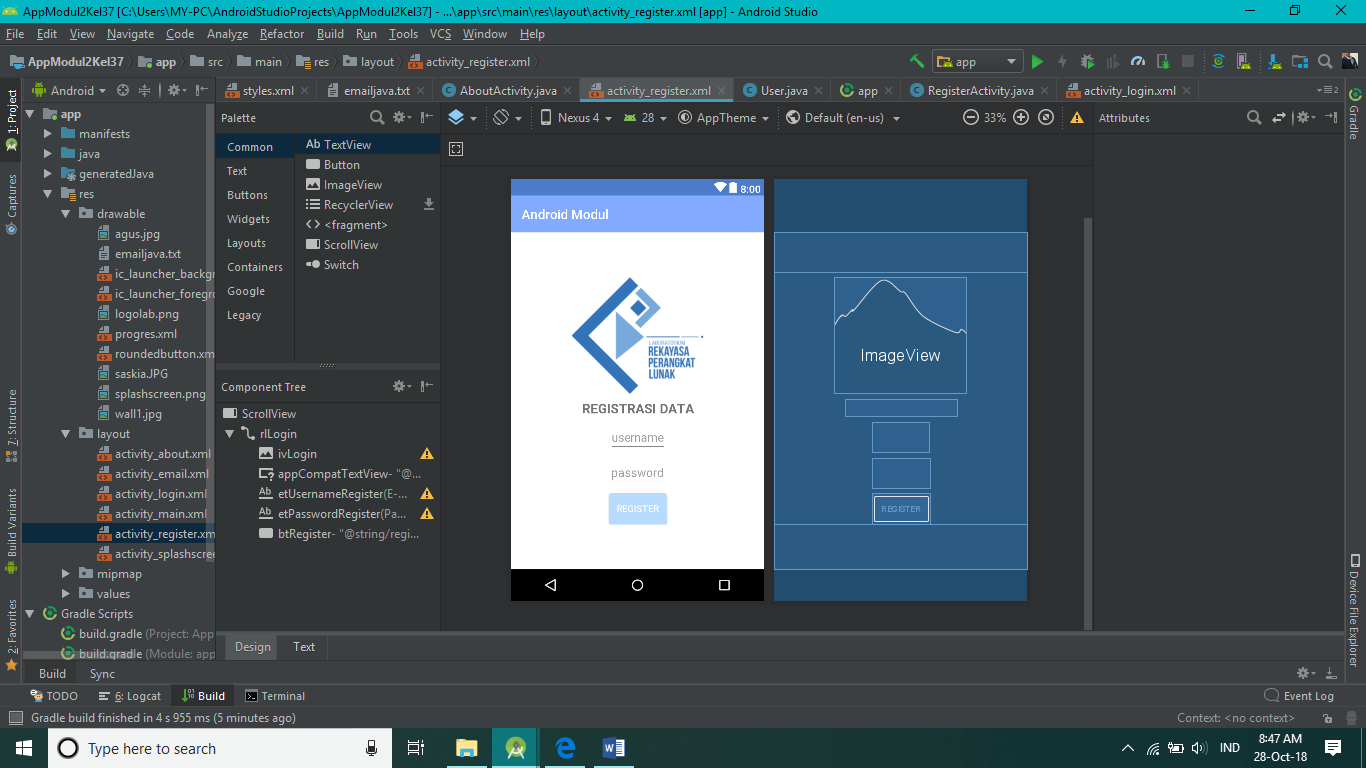 AppModul2Kel37 [C:\Users\MY-PC\AndroidStudioProjects\AppModul2Kel37] - ...\app\src\main\res\layout\activity_register.xml [app] - Android Studio
File Edit View Navigate Code Analyze Refactor Build Run Tools VCS Window Help
AppModul2Kel37 app src main res layout activity_register.xml app
Android styles.xml emailjava.txt AboutActivity.java activity_register.xml User.java app RegisterActivity.java activity_login.xml 2
1: Project
Captures
7: Structure
Build Variants
2: Favorites
app
manifests
java
generatedJava
res
drawable
agus.jpg
emailjava.txt
ic_launcher_backgr
ic_launcher_foregro
logolab.png
progres.xml
roundedbutton.xm
saskia.JPG
splashscreen.png
wall1.jpg
layout
activity_about.xml
activity_email.xml
activity_login.xml
activity_main.xml
activity_register.xm
activity_splashscree
mipmap
values
Gradle Scripts
build.gradle (Project: App
build.gradle (Module: app
Palette
Common
Text
Buttons
Widgets
Layouts
Containers
Google
Legacy
Ab TextView
Button
ImageView
RecyclerView
<fragment>
ScrollView
Switch
Component Tree
ScrollView
rlLogin
ivLogin
appCompatTextView- "@...
Ab etUsernameRegister(E-...
Ab etPasswordRegister(Pa...
btRegister- "@string/regi...
Nexus 4 28 AppTheme Default (en-us) 33%
8:00
Android Modul
LABORATORIUM
REKAYASA
PERANGKAT
LUNAK
REGISTRASI DATA
username
password
REGISTER
ImageView
REGISTER
Attributes
Gradle
Device File Explorer
Design Text
Build Sync
TODO 6: Logcat Build Terminal Event Log
Gradle build finished in 4 s 955 ms (5 minutes ago) Context: <no context>
Type here to search
IND
8:47 AM
28-Oct-18